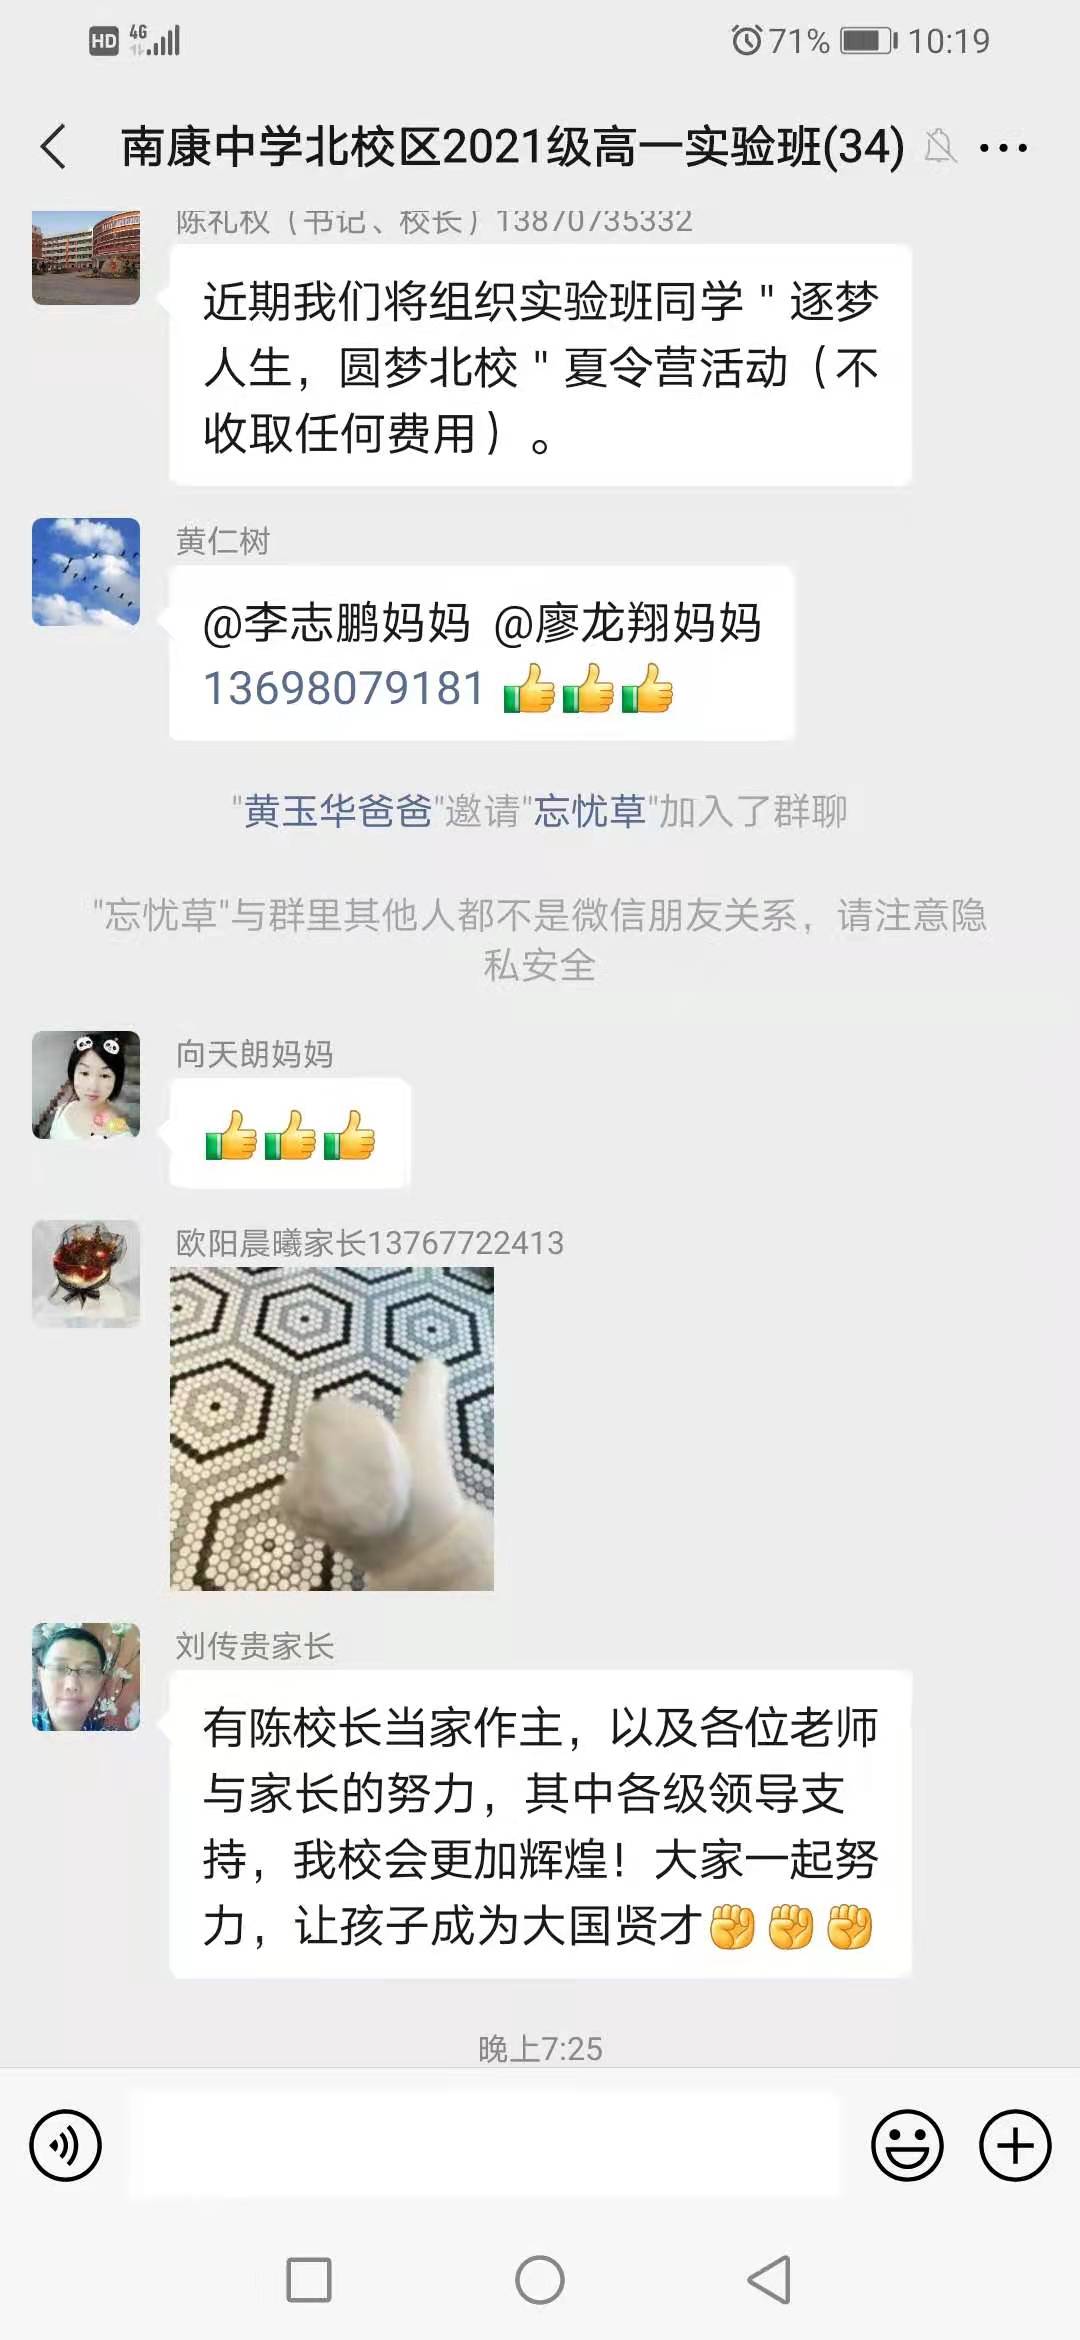 HD 4G 71% 10:19
南康中学北校区2021级高一实验班(34)
陈礼权（书记、校长）13870735332
近期我们将组织实验班同学＂逐梦
人生，圆梦北校＂夏令营活动（不
收取任何费用）。
黄仁树
@李志鹏妈妈 @廖龙翔妈妈
13698079181 👍👍👍
"黄玉华爸爸"邀请"忘忧草"加入了群聊
"忘忧草"与群里其他人都不是微信朋友关系，请注意隐
私安全
向天朗妈妈
👍👍👍
欧阳晨曦家长13767722413
刘传贵家长
有陈校长当家作主，以及各位老师
与家长的努力，其中各级领导支
持，我校会更加辉煌！大家一起努
力，让孩子成为大国贤才✊✊✊
晚上7:25